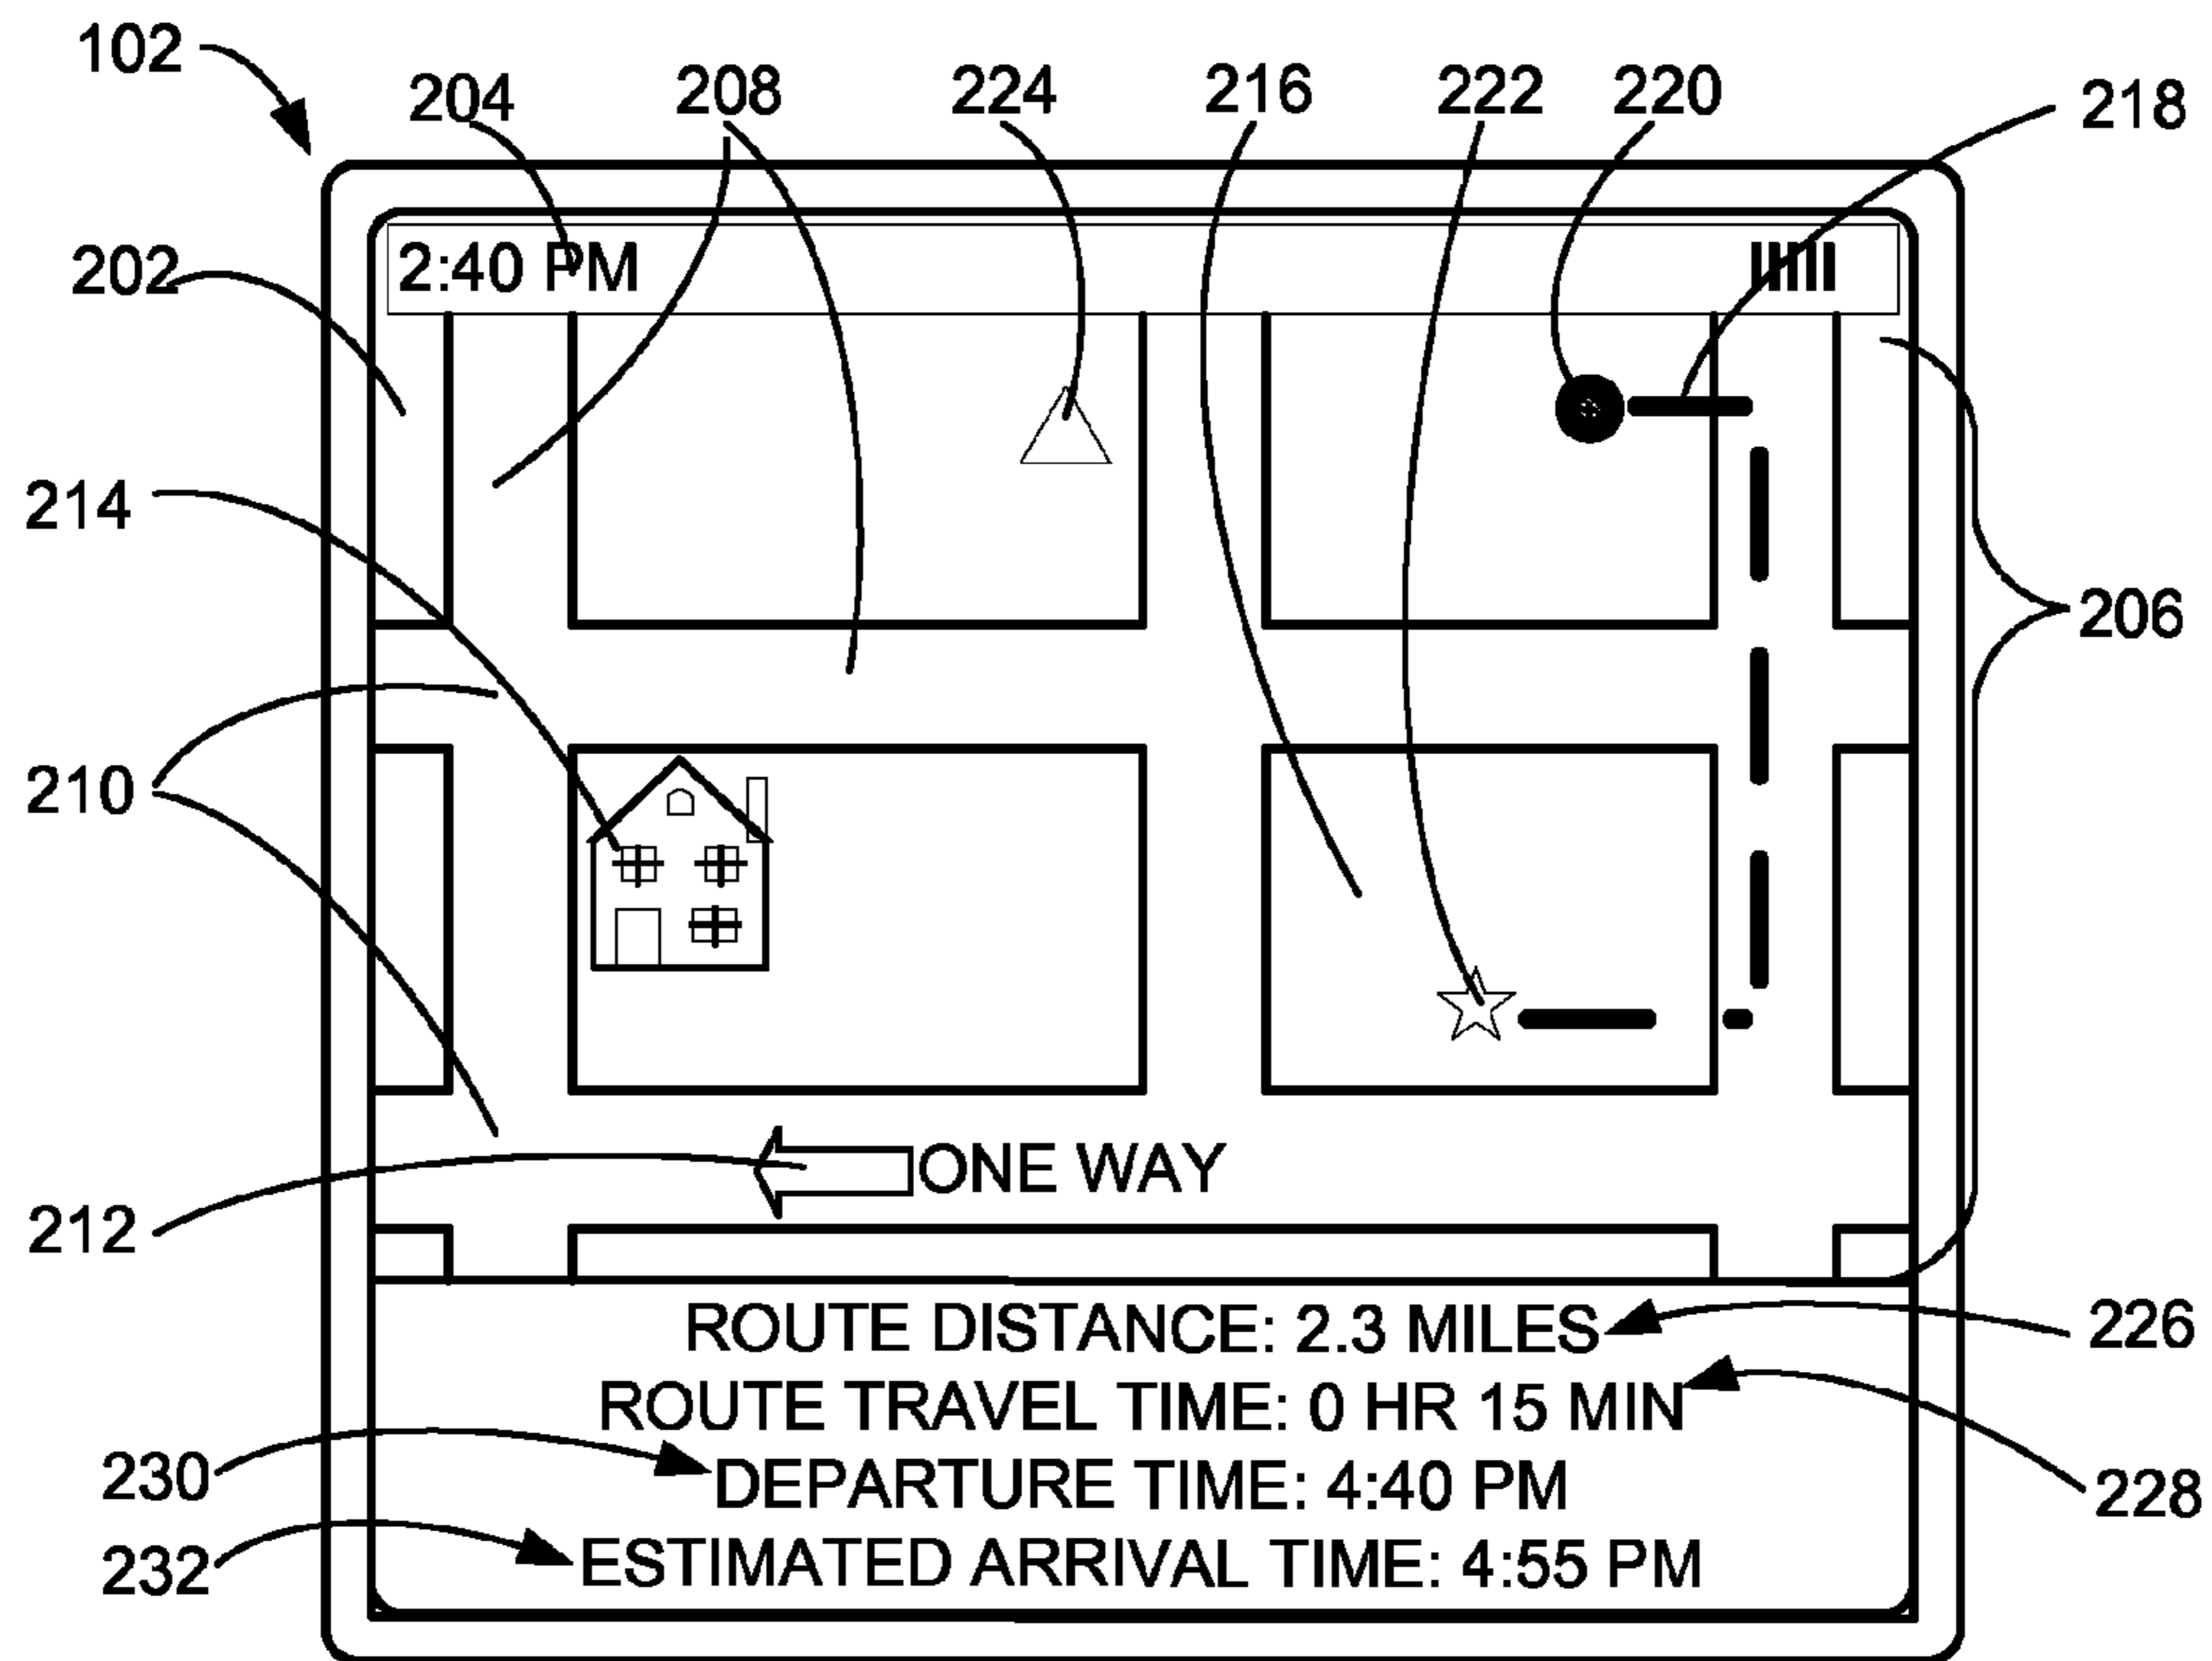 102
204 208 224 216 222 220 218
2:40 PM
202
214
206
210
ONE WAY
212
ROUTE DISTANCE: 2.3 MILES 226
ROUTE TRAVEL TIME: 0 HR 15 MIN
230 DEPARTURE TIME: 4:40 PM 228
232 ESTIMATED ARRIVAL TIME: 4:55 PM